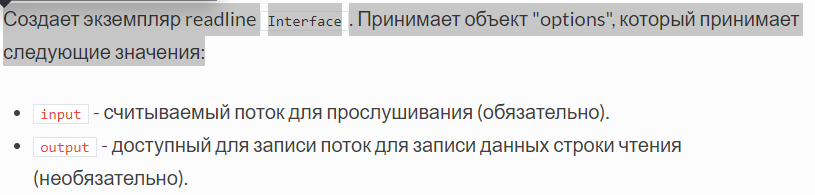 Создает экземпляр readline Interface . Принимает объект "options", который принимает
следующие значения:
• input - считываемый поток для прослушивания (обязательно).
• output - доступный для записи поток для записи данных строки чтения
(необязательно).